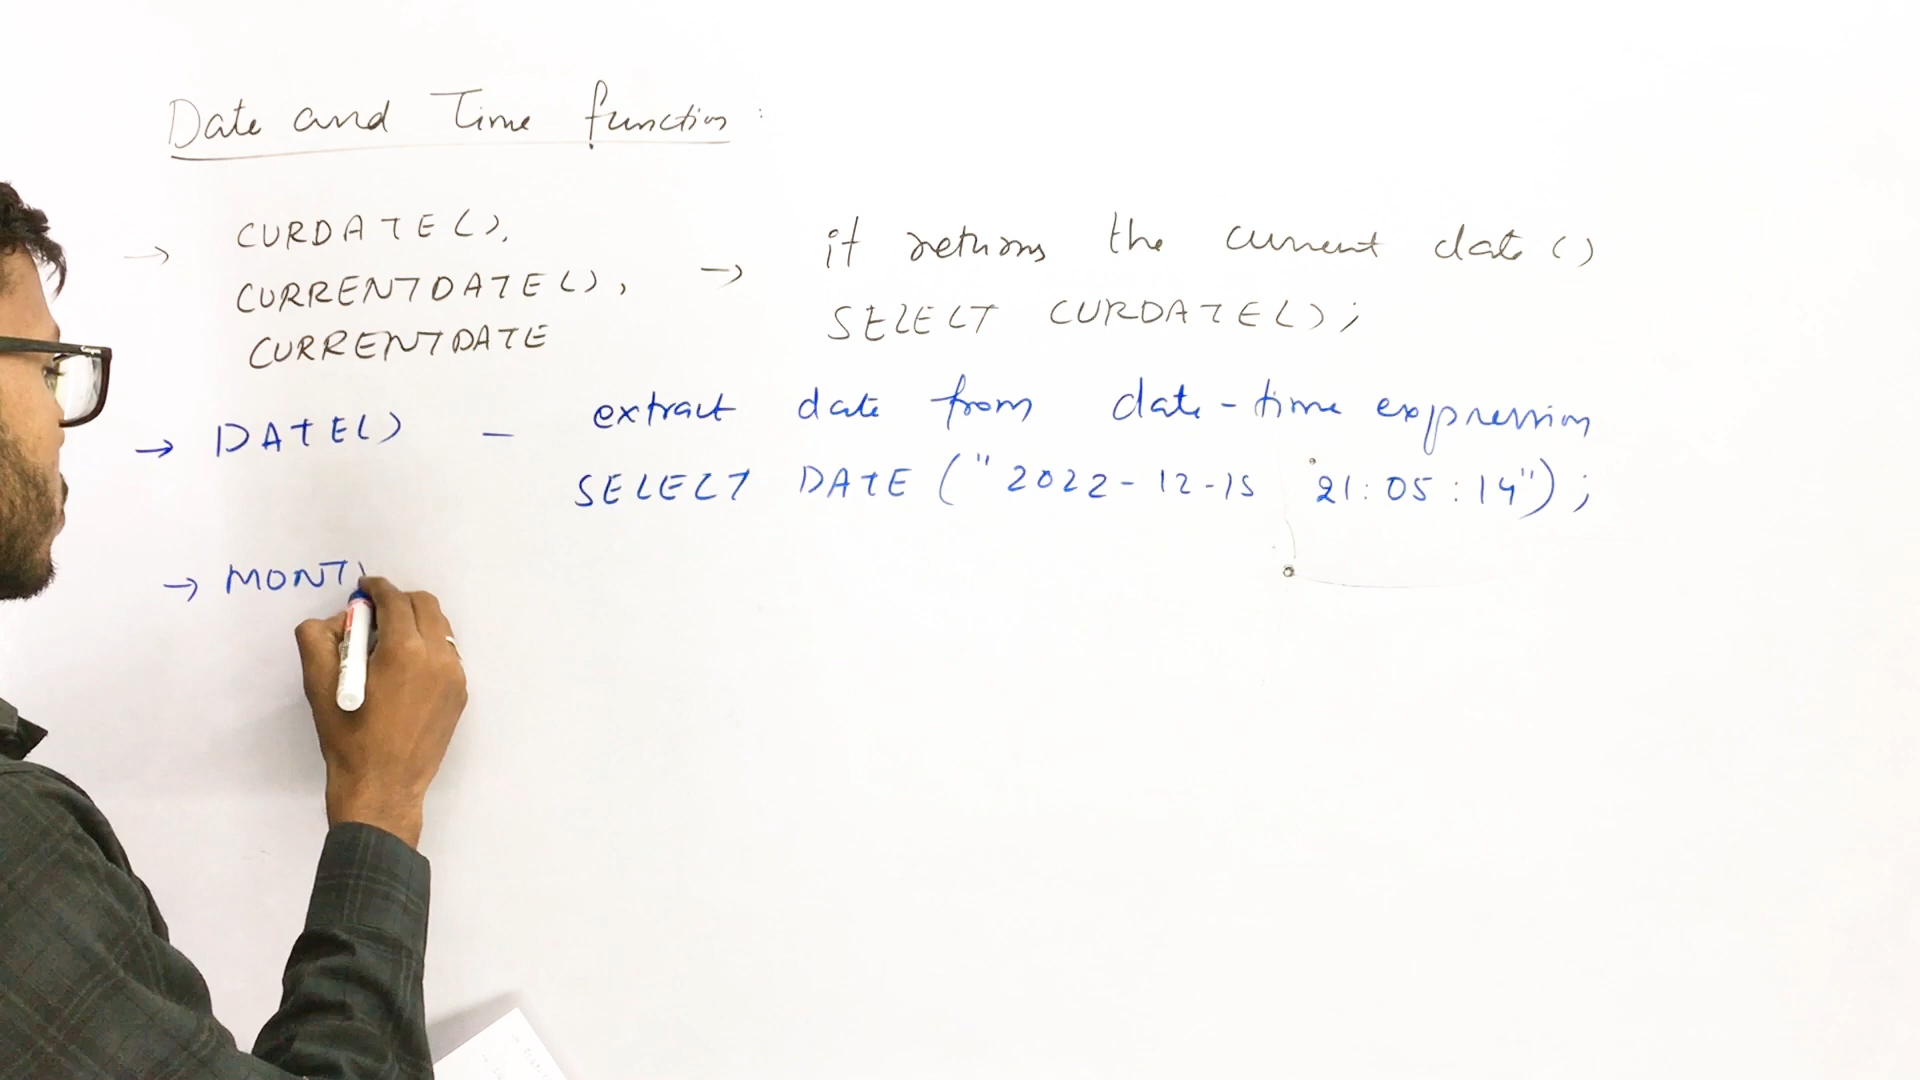 Date and Time function :
→ CURDATE(),
CURRENTDATE(), → it returns the current date ()
CURRENTDATE SELECT CURDATE();
→ DATE() — extract date from date-time expression
SELECT DATE ("2022-12-15 21:05:14");
→ MONT